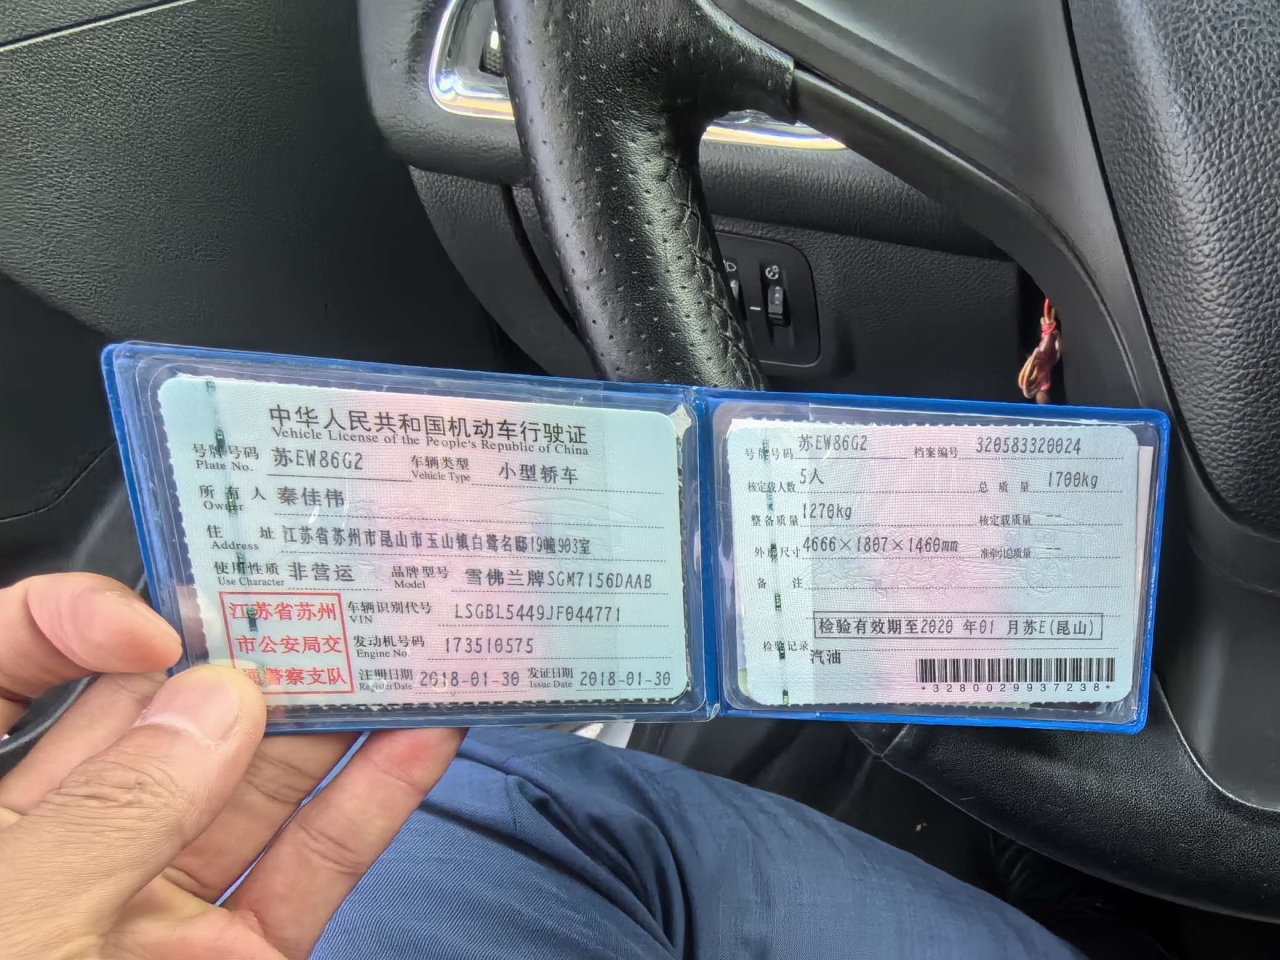 中华人民共和国机动车行驶证
Vehicle License of the People's Republic of China
号牌号码 Plate No. 苏EW86G2 车辆类型 Vehicle Type 小型轿车
所有人 Owner 秦佳伟
住址 Address 江苏省苏州市昆山市玉山镇白鹭名邸19幢903室
使用性质 Use Character 非营运 品牌型号 Model 雪佛兰牌SGM7156DAAB
江苏省苏州
市公安局交
警察支队
车辆识别代号 VIN LSGBL5449JF044771
发动机号码 Engine No. 173510575
注册日期 Register Date 2018-01-30 发证日期 Issue Date 2018-01-30
号牌号码 苏EW86G2 档案编号 320583320024
核定载人数 5人 总质量 1700kg
整备质量 1270kg 核定载质量 --
外廓尺寸 4666×1807×1460mm 准牵引总质量 --
备注
检验有效期至2020 年01 月苏E(昆山)
检验记录
汽油
*3280029937238*